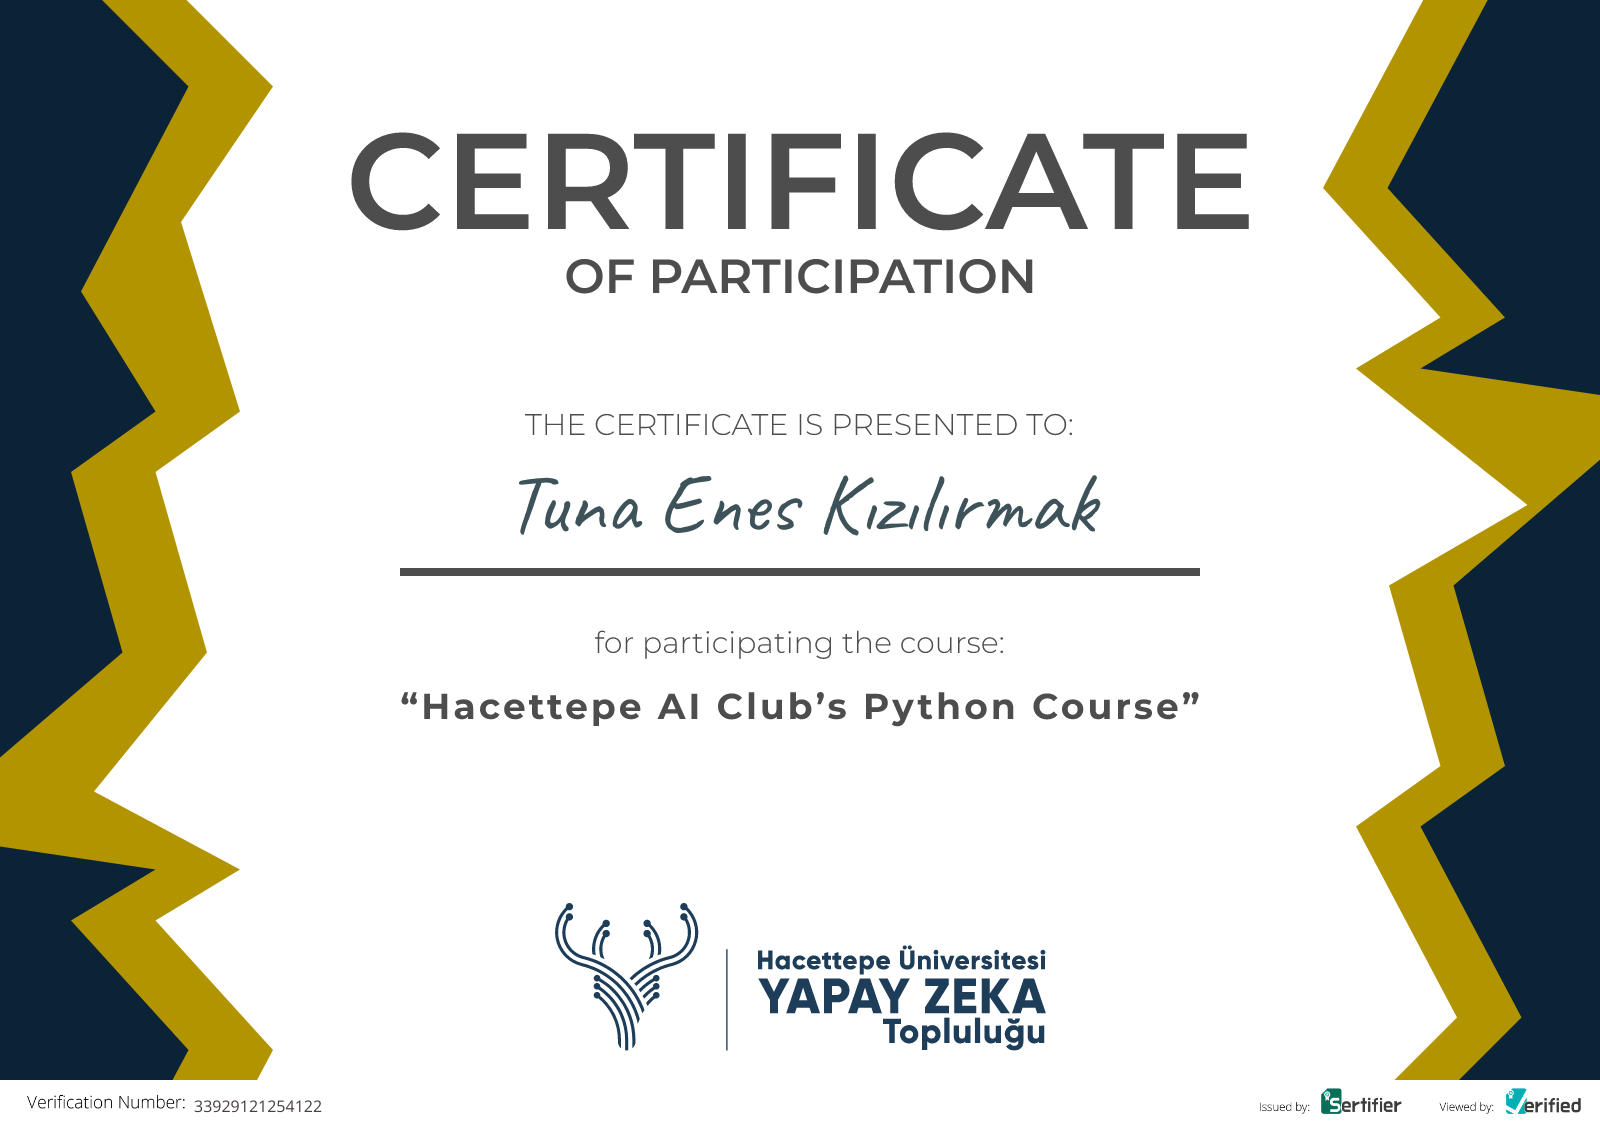 CERTIFICATE
OF PARTICIPATION
THE CERTIFICATE IS PRESENTED TO:
Tuna Enes Kızılırmak
for participating the course:
“Hacettepe AI Club’s Python Course”
Hacettepe Üniversitesi
YAPAY ZEKA
Topluluğu
Verification Number: 33929121254122
Issued by: Sertifier
Viewed by: Verified